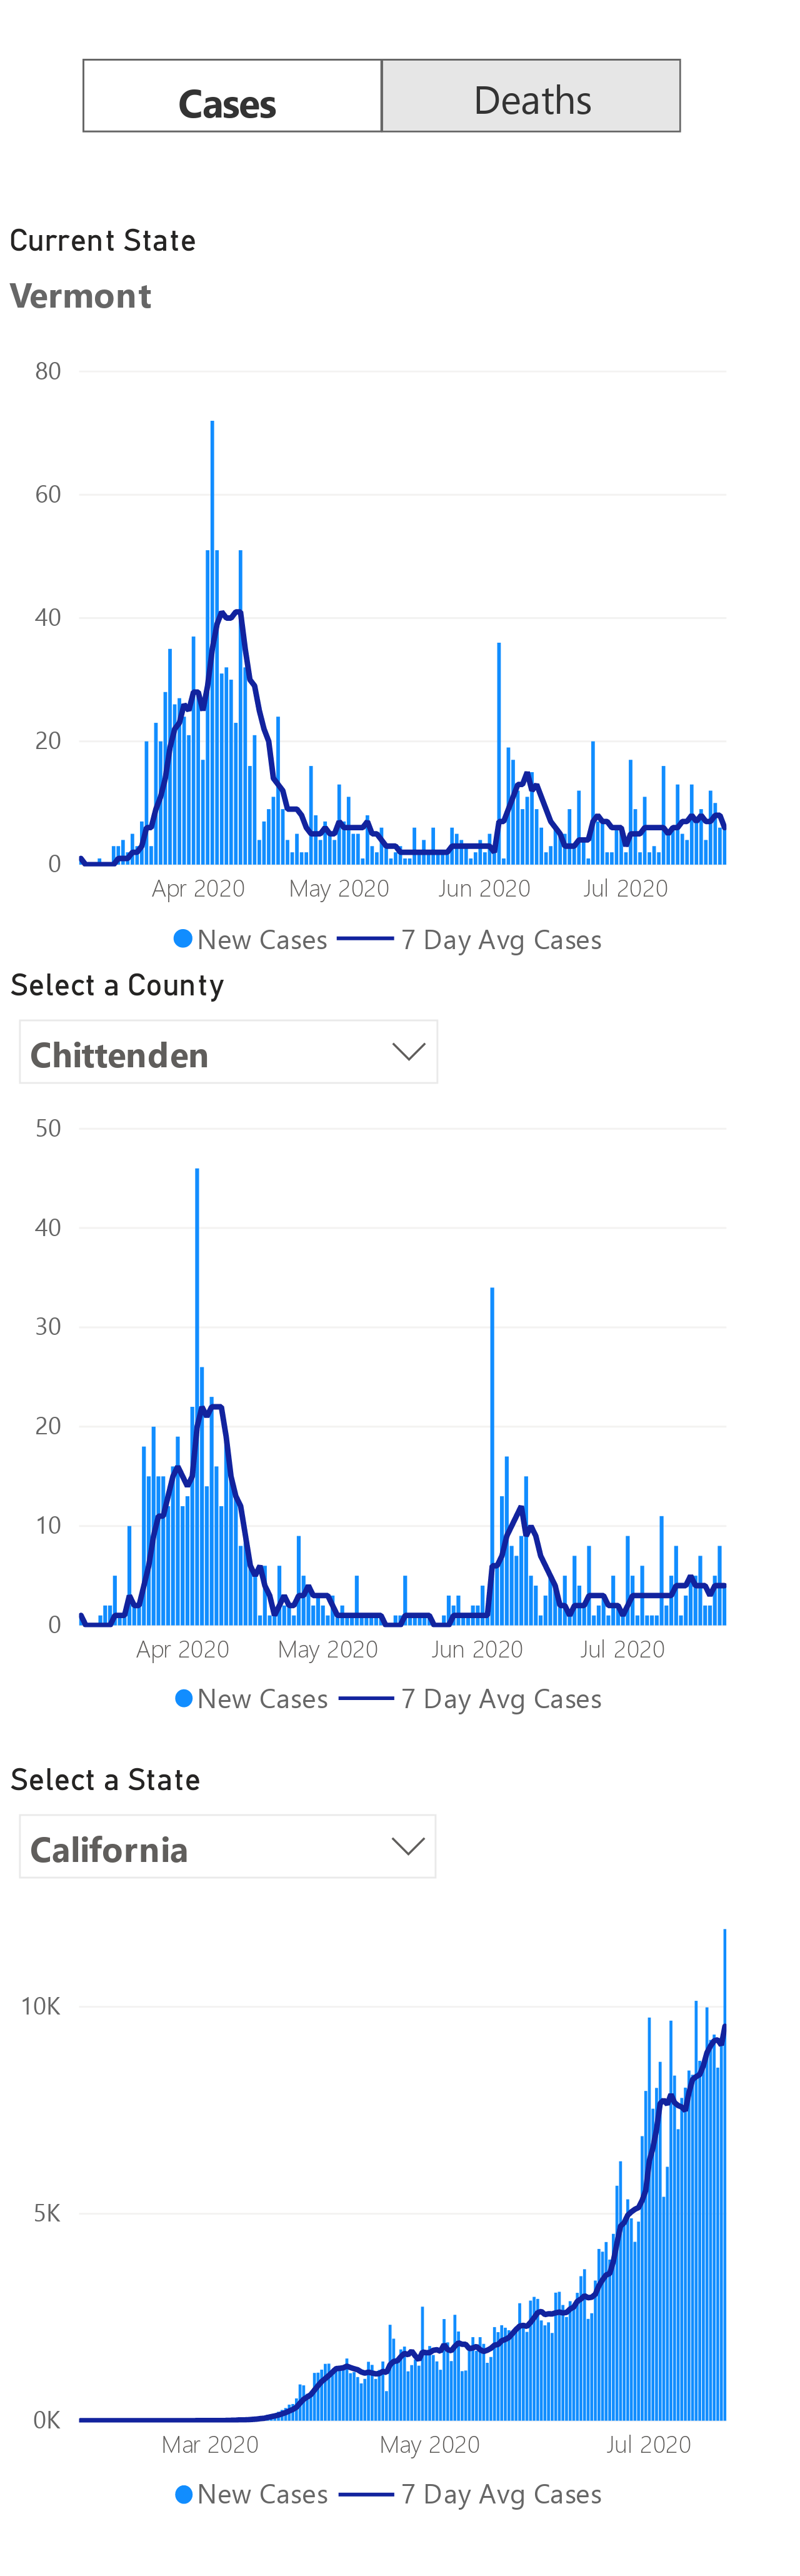 Cases Deaths
Current State
Vermont
80
60
40
20
0
Apr 2020 May 2020 Jun 2020 Jul 2020
New Cases 7 Day Avg Cases
Select a County
Chittenden
50
40
30
20
10
0
Apr 2020 May 2020 Jun 2020 Jul 2020
New Cases 7 Day Avg Cases
Select a State
California
10K
5K
0K
Mar 2020 May 2020 Jul 2020
New Cases 7 Day Avg Cases